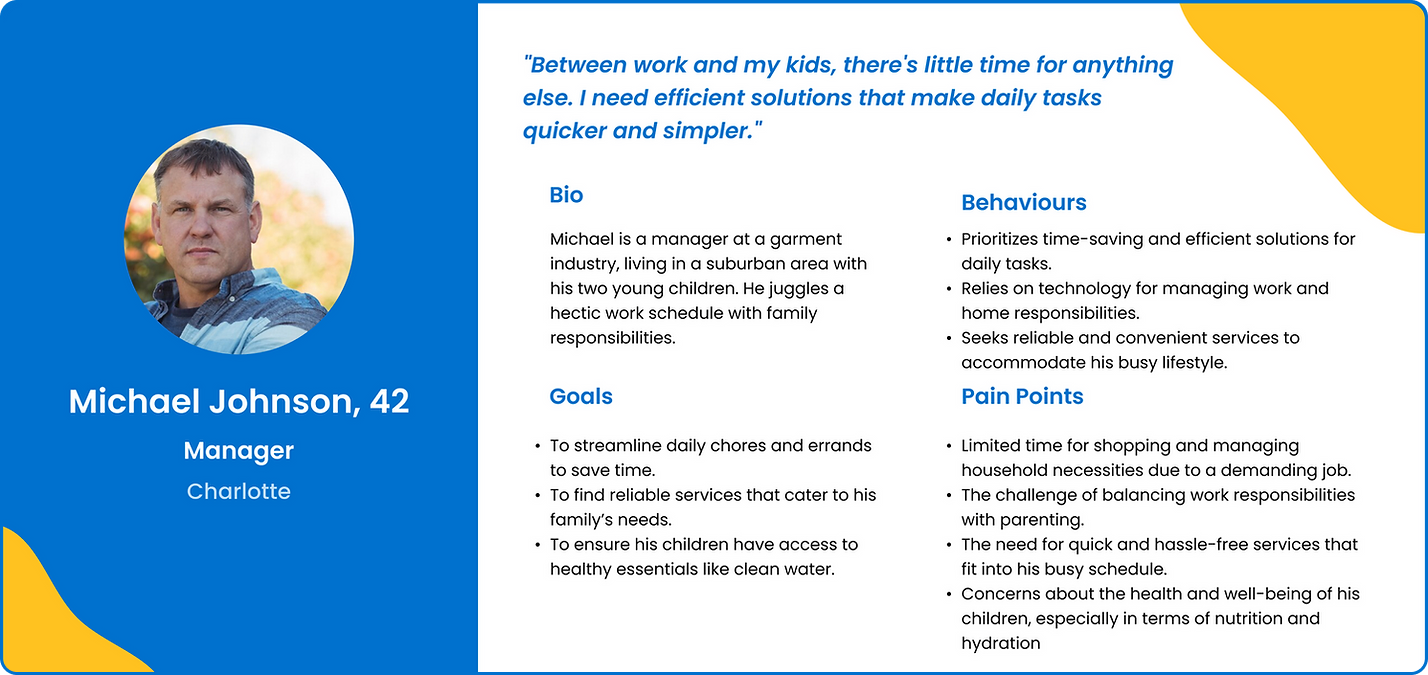 Michael Johnson, 42
Manager
Charlotte
"Between work and my kids, there's little time for anything
else. I need efficient solutions that make daily tasks
quicker and simpler."
Bio
Michael is a manager at a garment
industry, living in a suburban area with
his two young children. He juggles a
hectic work schedule with family
responsibilities.
Behaviours
• Prioritizes time-saving and efficient solutions for
daily tasks.
• Relies on technology for managing work and
home responsibilities.
• Seeks reliable and convenient services to
accommodate his busy lifestyle.
Goals
• To streamline daily chores and errands
to save time.
• To find reliable services that cater to his
family’s needs.
• To ensure his children have access to
healthy essentials like clean water.
Pain Points
• Limited time for shopping and managing
household necessities due to a demanding job.
• The challenge of balancing work responsibilities
with parenting.
• The need for quick and hassle-free services that
fit into his busy schedule.
• Concerns about the health and well-being of his
children, especially in terms of nutrition and
hydration